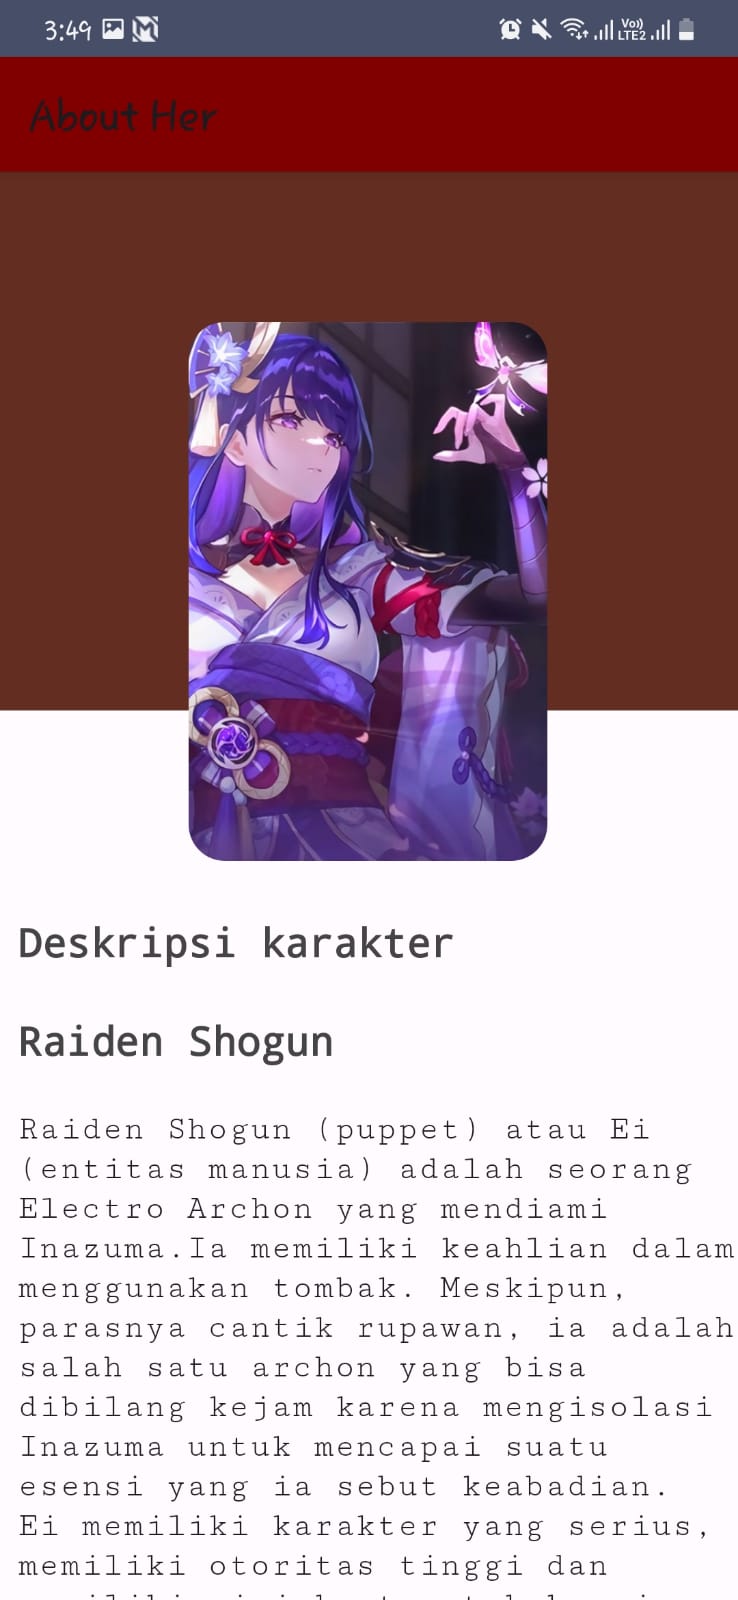 3:49
Vo))
LTE2
About Her
Deskripsi karakter
Raiden Shogun
Raiden Shogun (puppet) atau Ei
(entitas manusia) adalah seorang
Electro Archon yang mendiami
Inazuma.Ia memiliki keahlian dalam
menggunakan tombak. Meskipun,
parasnya cantik rupawan, ia adalah
salah satu archon yang bisa
dibilang kejam karena mengisolasi
Inazuma untuk mencapai suatu
esensi yang ia sebut keabadian.
Ei memiliki karakter yang serius,
memiliki otoritas tinggi dan